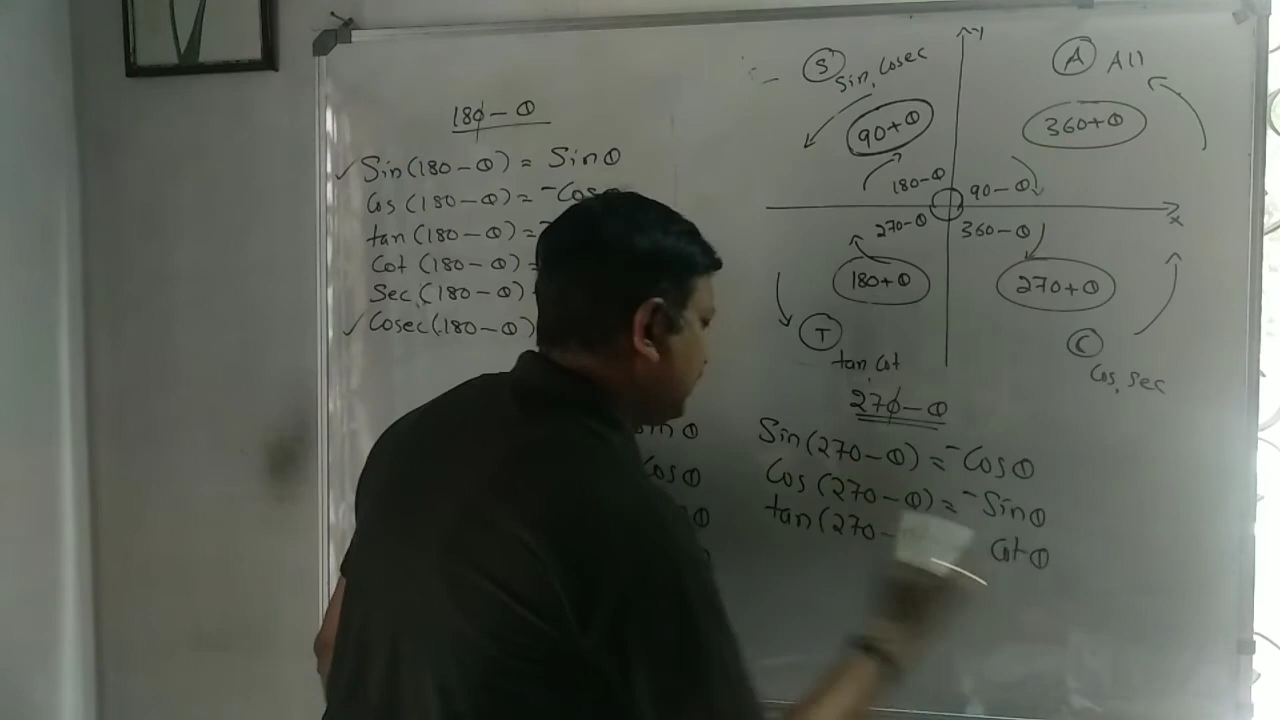 180 - θ
✓ Sin(180 - θ) = Sin θ
Cos (180 - θ) = -Cos θ
tan (180 - θ) = -
Cot (180 - θ) =
Sec (180 - θ)
✓ Cosec (180 - θ)
Sin θ
Cos θ
θ
S Sin, Cosec
90 + θ
180 - θ
y
A All
360 + θ
90 - θ
x
270 - θ
180 + θ
T
tan, Cot
360 - θ
270 + θ
C
Cos, Sec
270 - θ
Sin(270 - θ) = -Cos θ
Cos (270 - θ) = -Sin θ
tan (270 - Cot θ